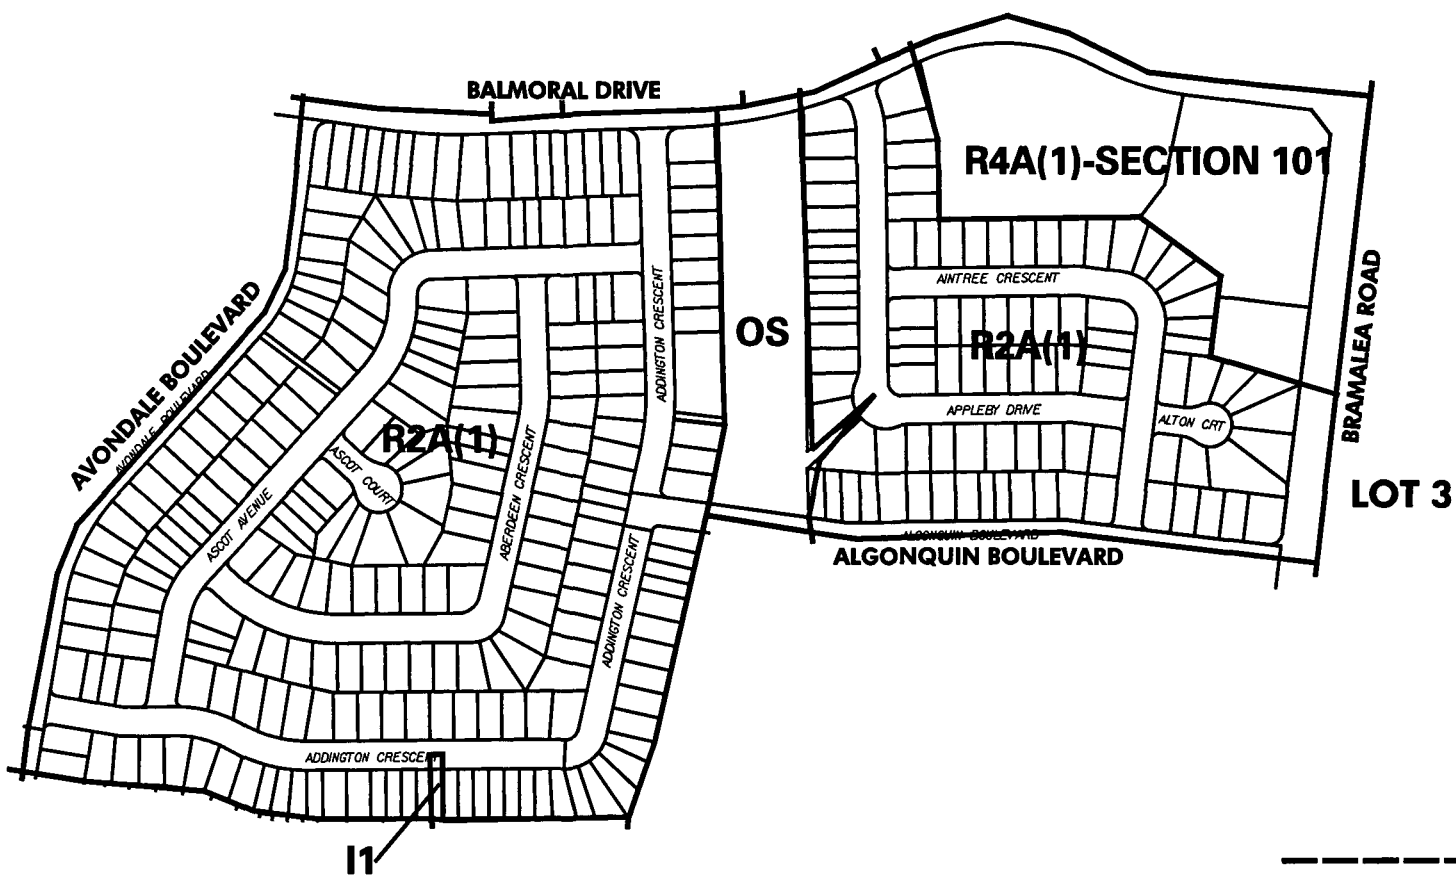 BALMORAL DRIVE
R4A(1)-SECTION 101
AINTREE CRESCENT
ADDINGTON CRESCENT
BRAMALEA ROAD
AVONDALE BOULEVARD
AVONDALE BOULEVARD
OS
R2A(1)
APPLEBY DRIVE
ALTON CRT
R2A(1)
ASCOT COURT
ABERDEEN CRESCENT
ASCOT AVENUE
LOT 3
ALGONQUIN BOULEVARD
ALGONQUIN BOULEVARD
ADDINGTON CRESCENT
ADDINGTON CRESCENT
I1